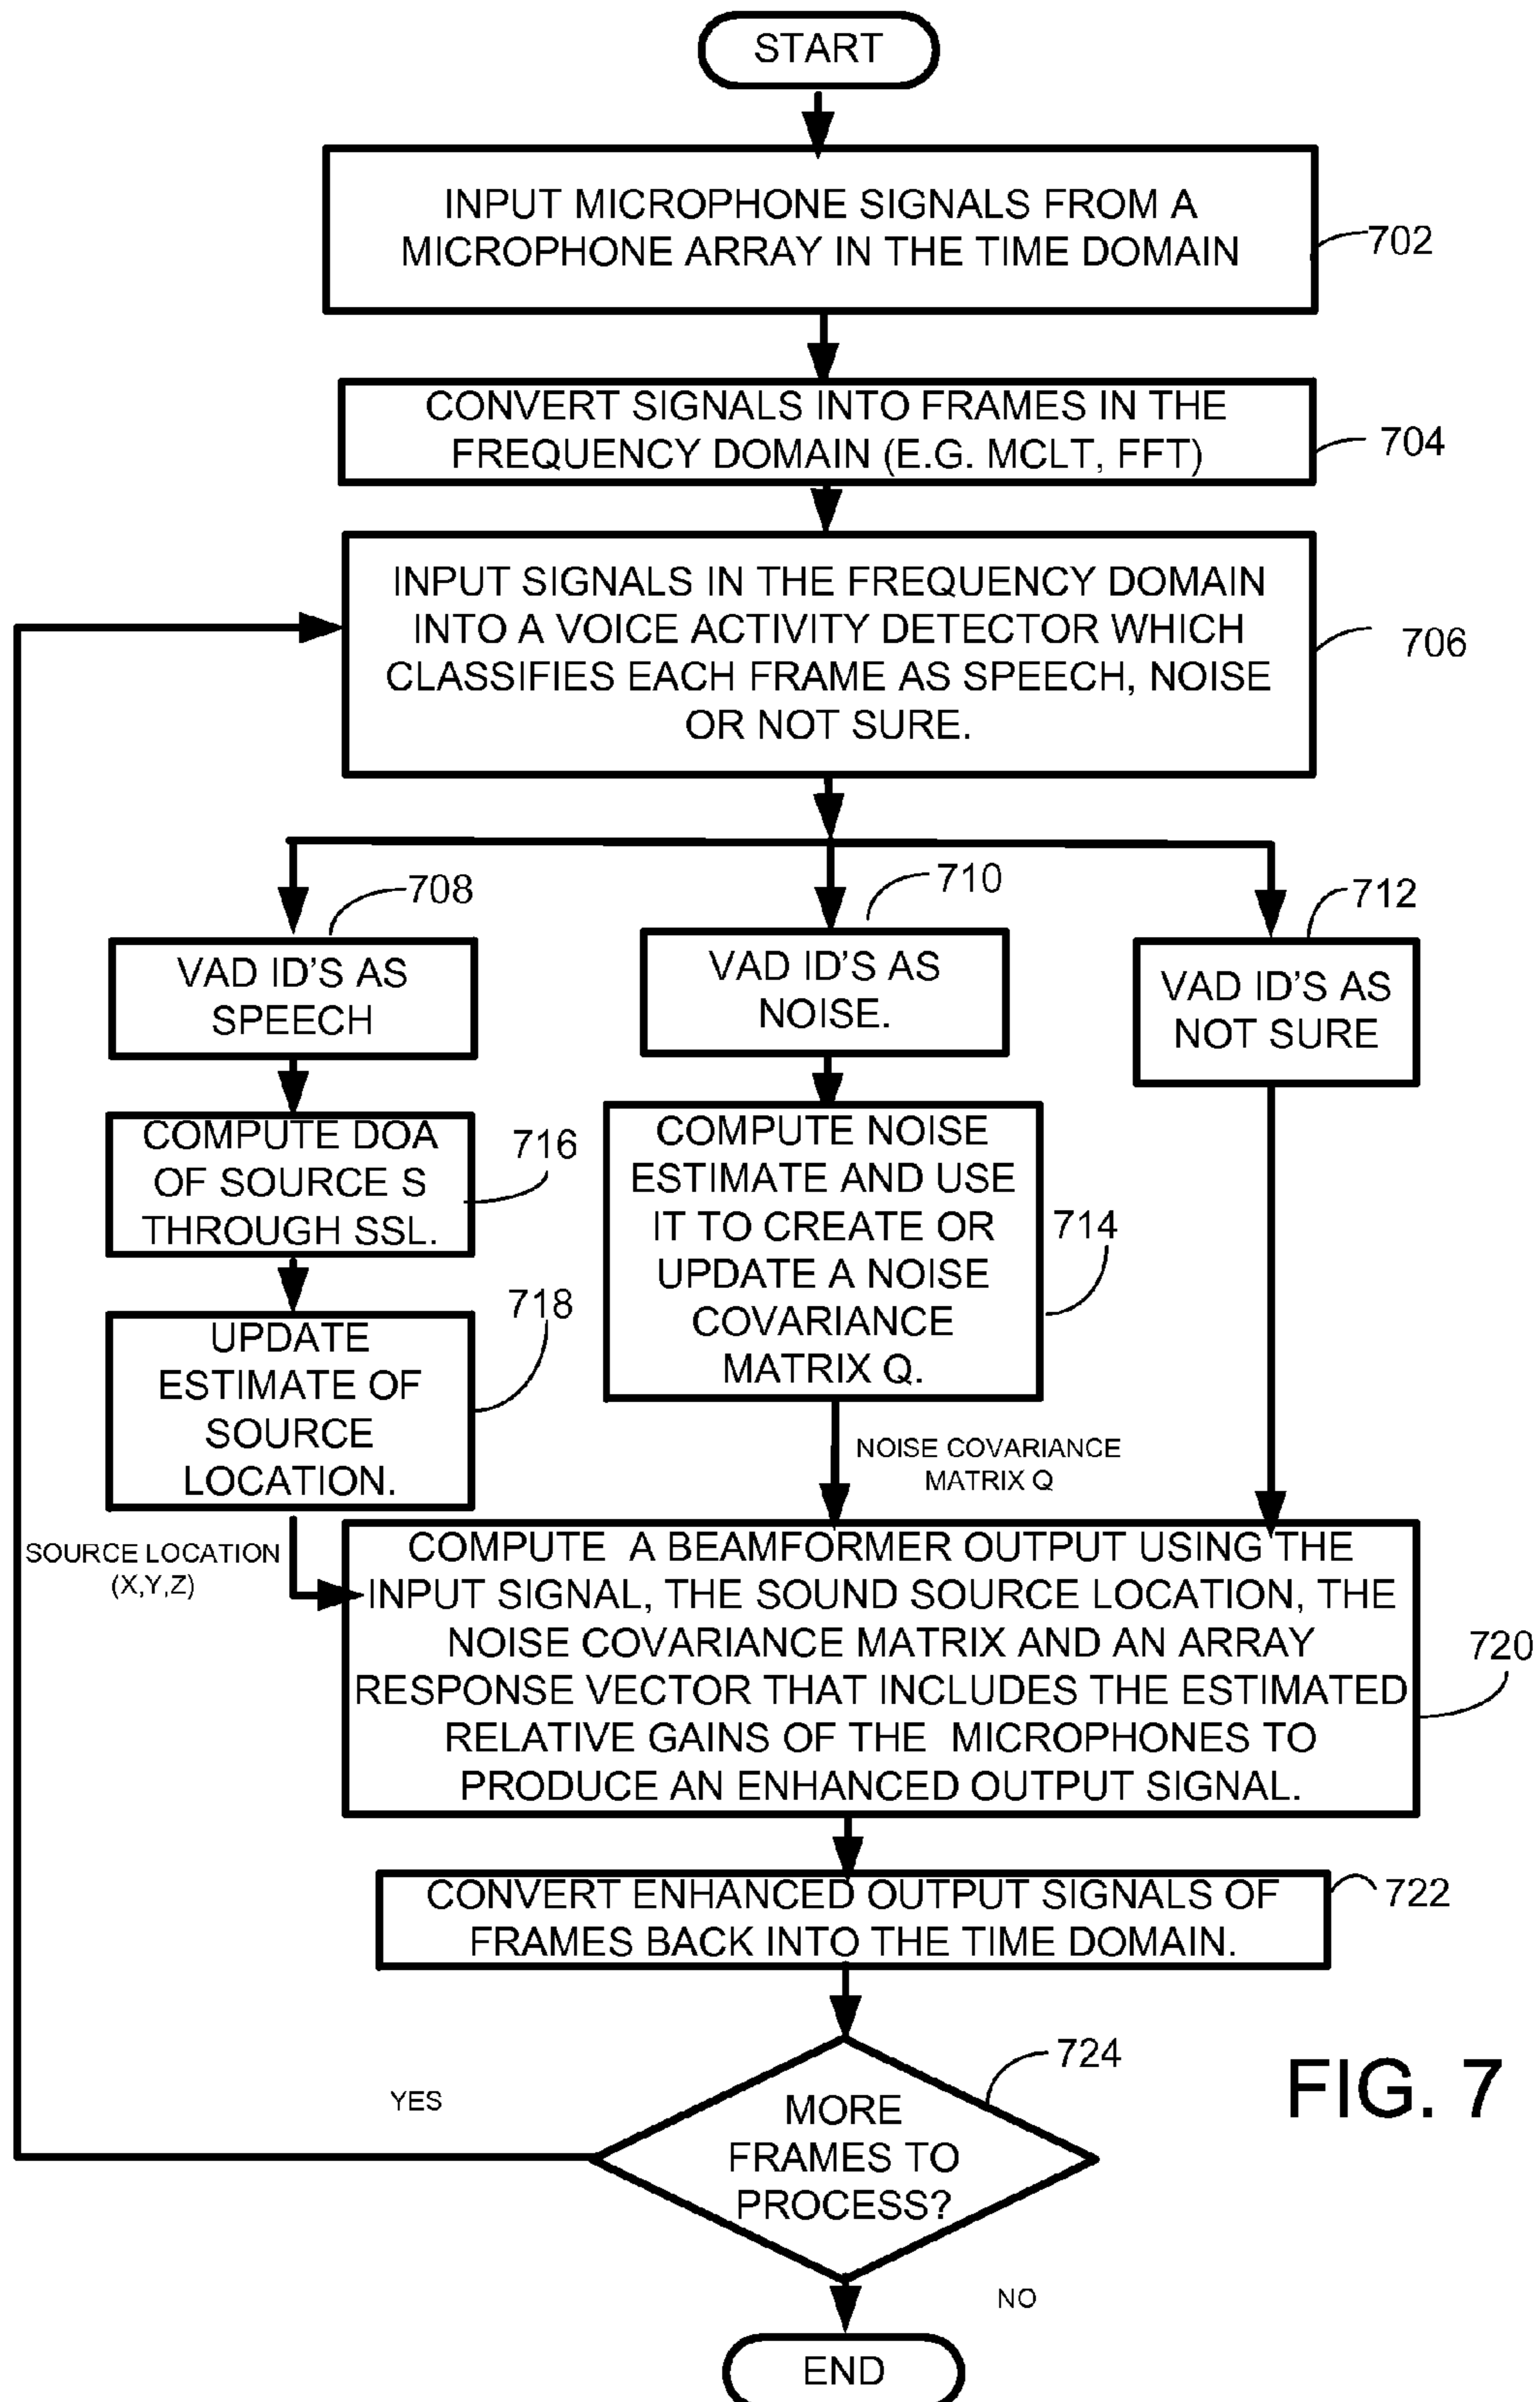 START
INPUT MICROPHONE SIGNALS FROM A
MICROPHONE ARRAY IN THE TIME DOMAIN
702
CONVERT SIGNALS INTO FRAMES IN THE
FREQUENCY DOMAIN (E.G. MCLT, FFT)
704
INPUT SIGNALS IN THE FREQUENCY DOMAIN
INTO A VOICE ACTIVITY DETECTOR WHICH
CLASSIFIES EACH FRAME AS SPEECH, NOISE
OR NOT SURE.
706
708
VAD ID'S AS
SPEECH
710
VAD ID'S AS
NOISE.
712
VAD ID'S AS
NOT SURE
COMPUTE DOA
OF SOURCE S
THROUGH SSL.
716
COMPUTE NOISE
ESTIMATE AND USE
IT TO CREATE OR
UPDATE A NOISE
COVARIANCE
MATRIX Q.
714
UPDATE
ESTIMATE OF
SOURCE
LOCATION.
718
NOISE COVARIANCE
MATRIX Q
SOURCE LOCATION
(X,Y,Z)
COMPUTE A BEAMFORMER OUTPUT USING THE
INPUT SIGNAL, THE SOUND SOURCE LOCATION, THE
NOISE COVARIANCE MATRIX AND AN ARRAY
RESPONSE VECTOR THAT INCLUDES THE ESTIMATED
RELATIVE GAINS OF THE MICROPHONES TO
PRODUCE AN ENHANCED OUTPUT SIGNAL.
720
CONVERT ENHANCED OUTPUT SIGNALS OF
FRAMES BACK INTO THE TIME DOMAIN.
722
MORE
FRAMES TO
PROCESS?
724
YES
NO
END
FIG. 7